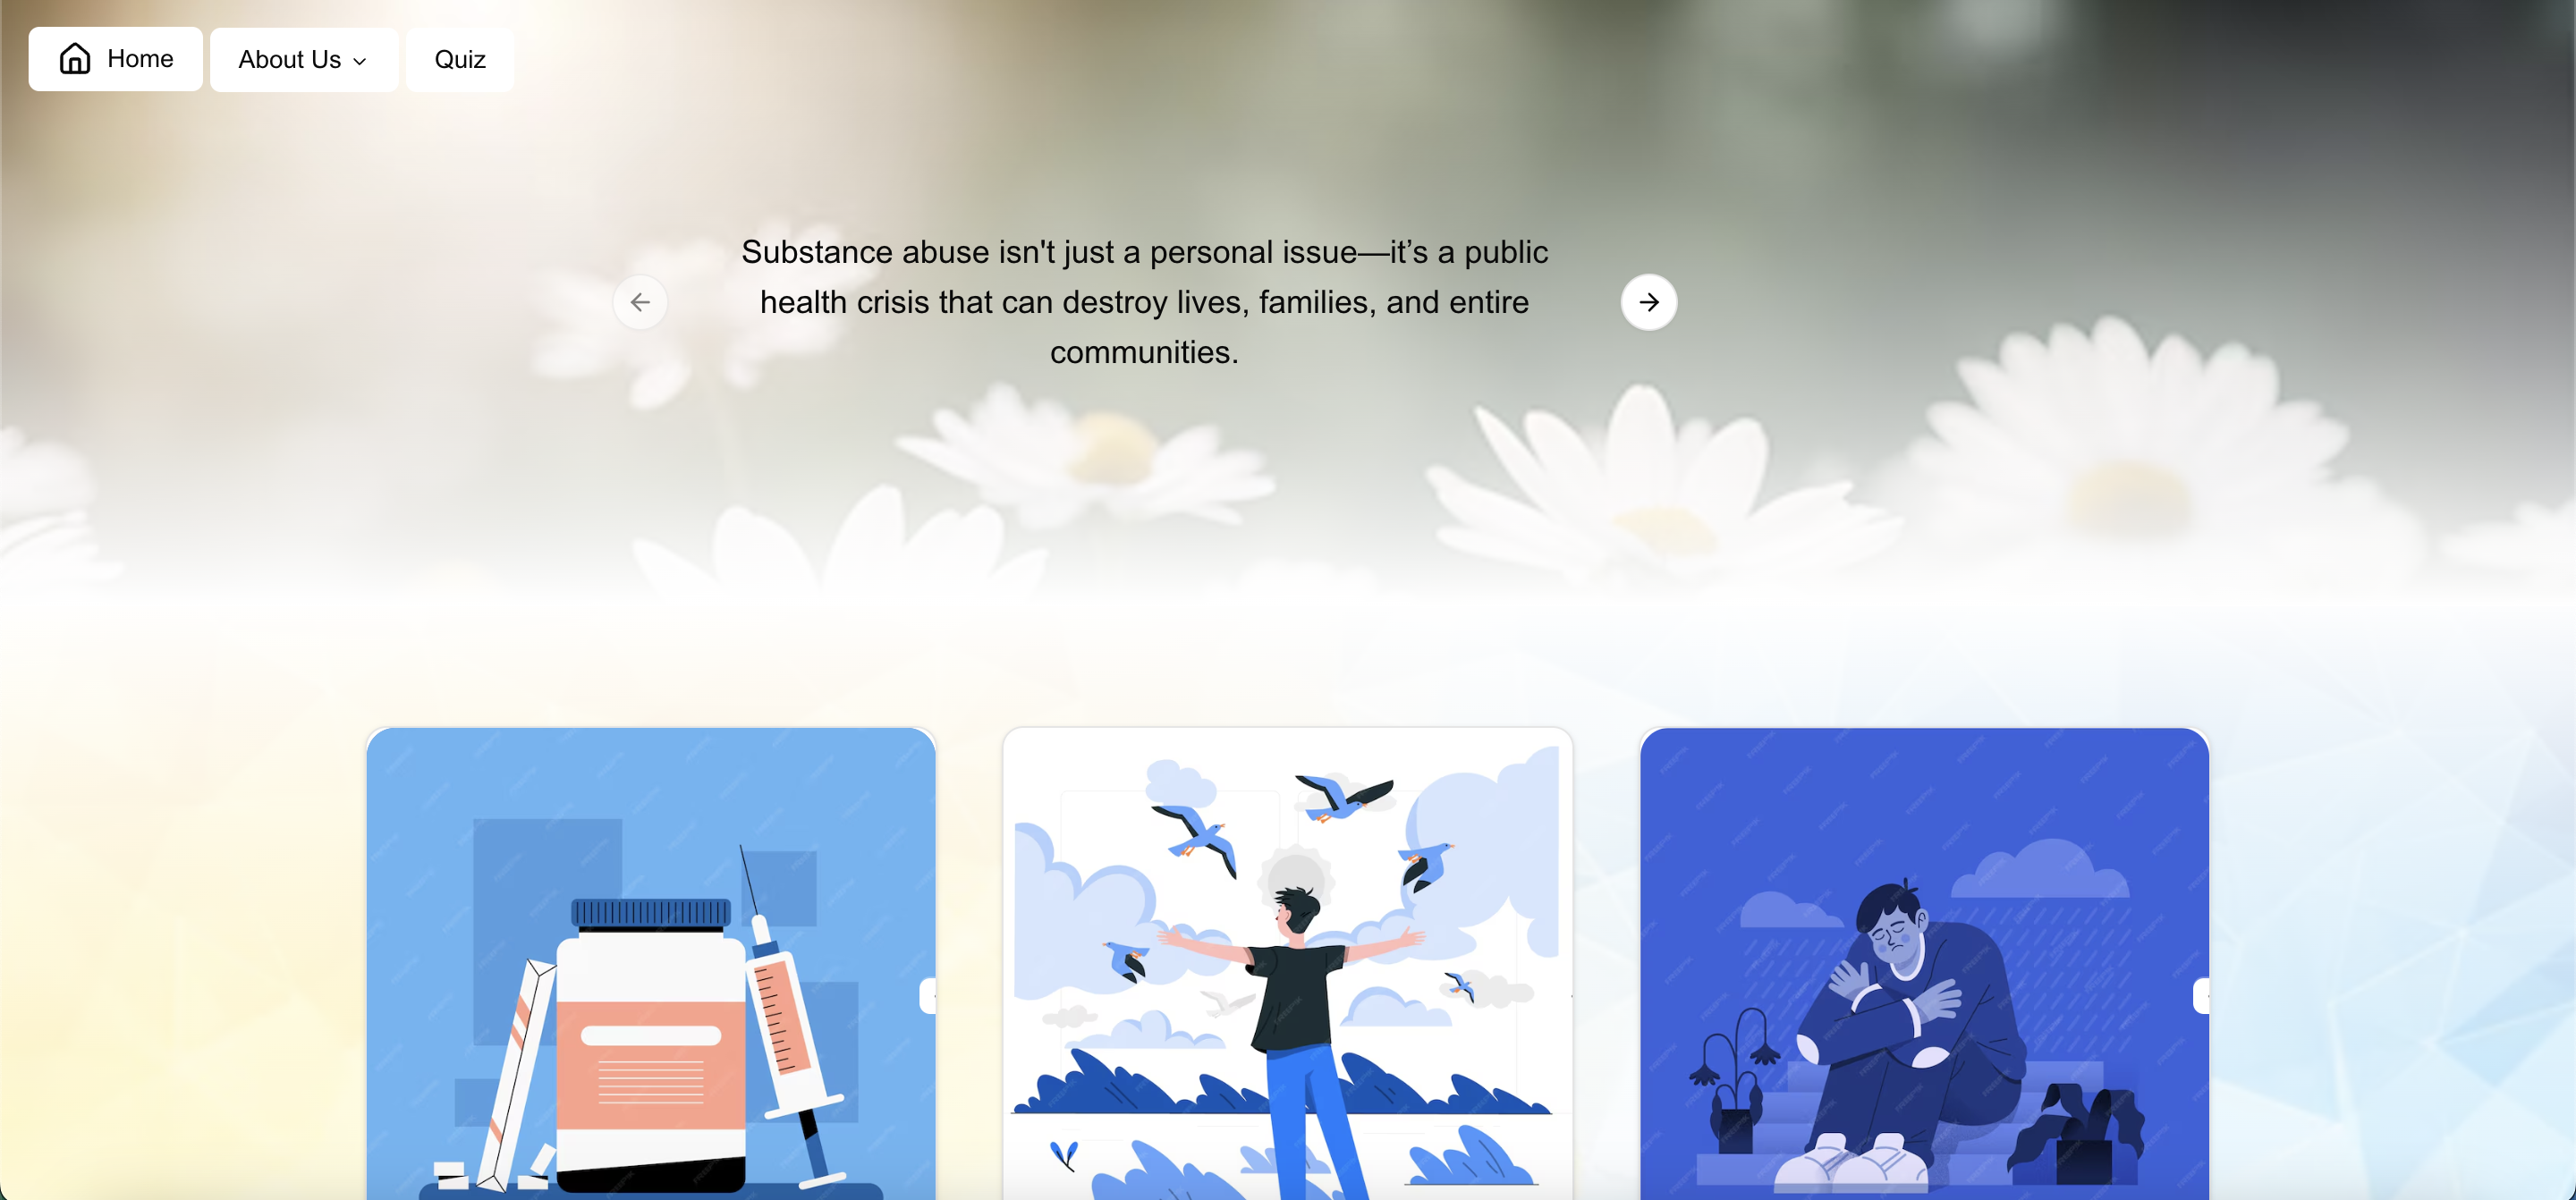 Home
About Us
Quiz
Substance abuse isn't just a personal issue—it’s a public
health crisis that can destroy lives, families, and entire
communities.